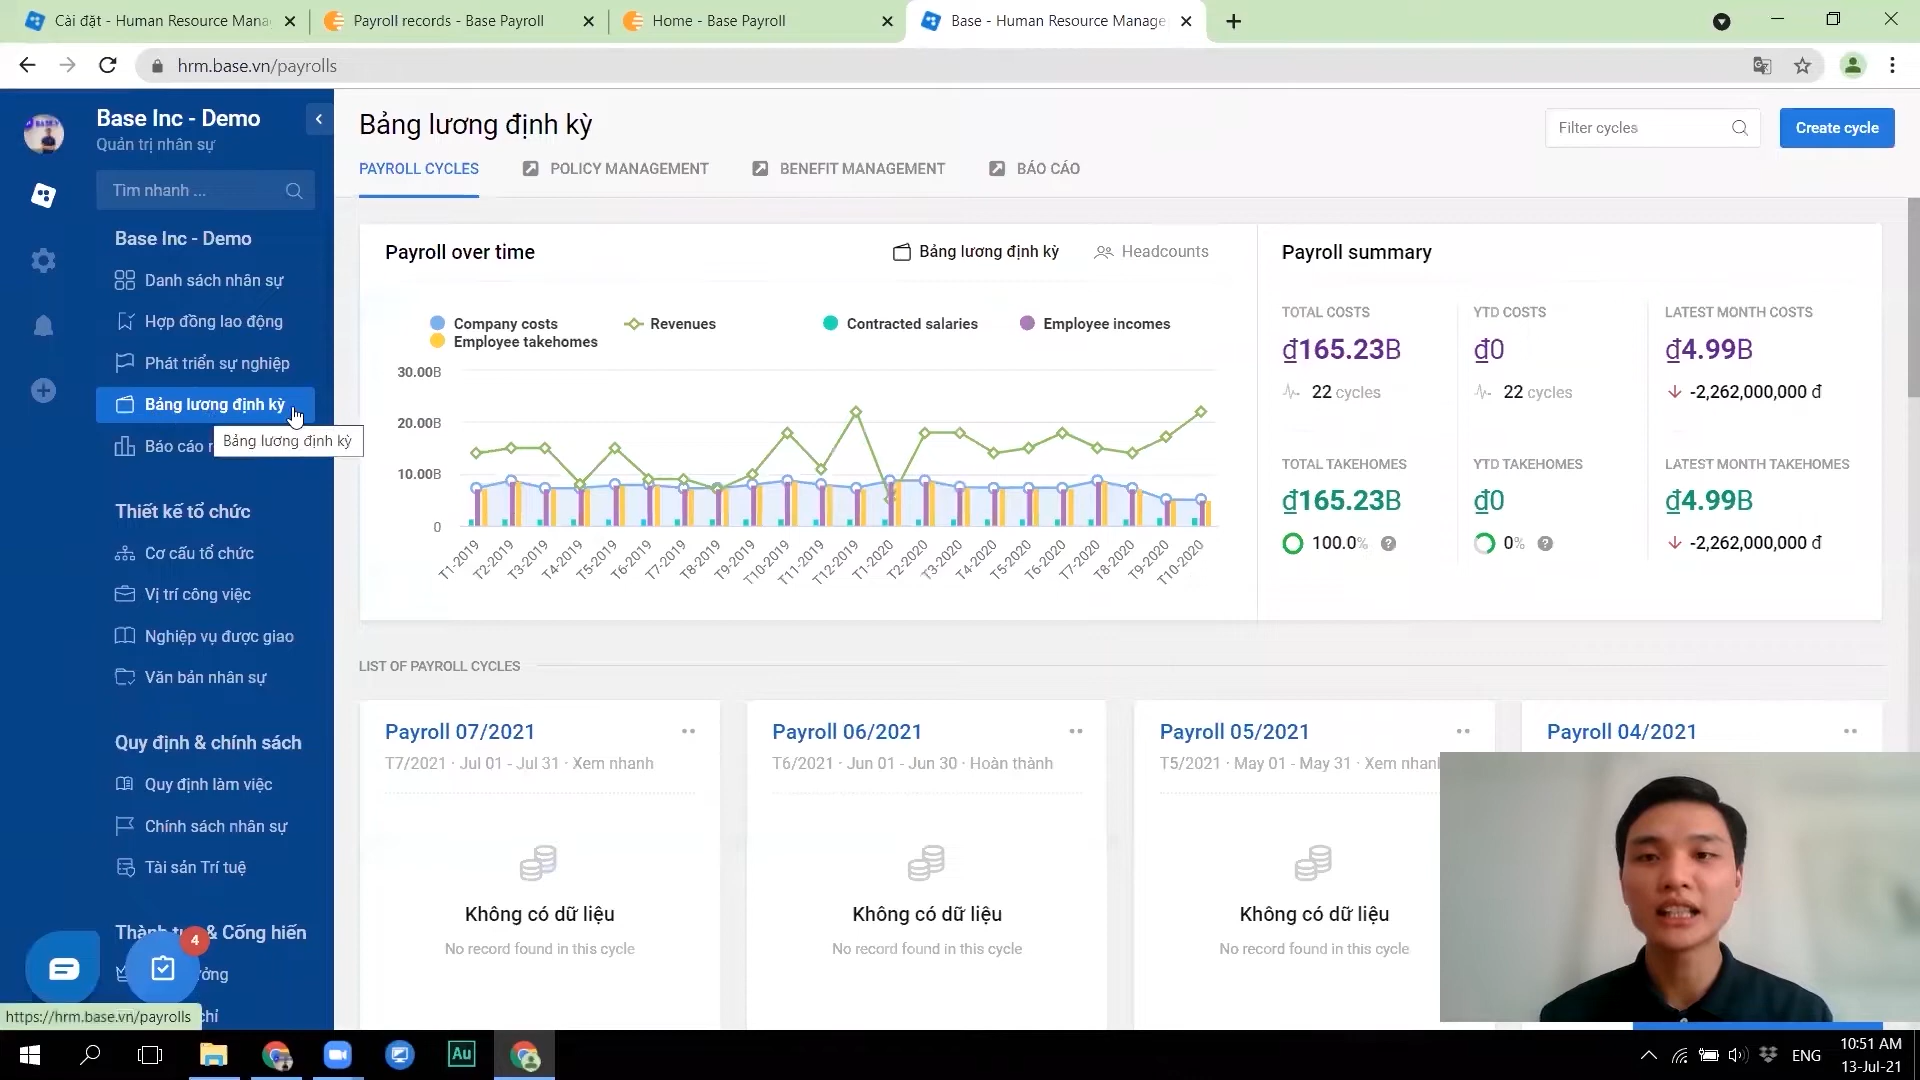 Cài đặt - Human Resource Mana
Payroll records - Base Payroll
Home - Base Payroll
Base - Human Resource Manage
hrm.base.vn/payrolls
Base Inc - Demo
Quản trị nhân sự
Tìm nhanh ...
Base Inc - Demo
Danh sách nhân sự
Hợp đồng lao động
Phát triển sự nghiệp
Bảng lương định kỳ
Báo cáo
Bảng lương định kỳ
Thiết kế tổ chức
Cơ cấu tổ chức
Vị trí công việc
Nghiệp vụ được giao
Văn bản nhân sự
Quy định & chính sách
Quy định làm việc
Chính sách nhân sự
Tài sản Trí tuệ
& Cống hiến
4
https://hrm.base.vn/payrolls
Bảng lương định kỳ
Filter cycles
Create cycle
PAYROLL CYCLES
POLICY MANAGEMENT
BENEFIT MANAGEMENT
BÁO CÁO
Payroll over time
Bảng lương định kỳ
Headcounts
Company costs
Revenues
Contracted salaries
Employee incomes
Employee takehomes
30.00B
20.00B
10.00B
0
T1-2019
T2-2019
T3-2019
T4-2019
T5-2019
T6-2019
T7-2019
T8-2019
T9-2019
T10-2019
T11-2019
T12-2019
T1-2020
T2-2020
T3-2020
T4-2020
T5-2020
T6-2020
T7-2020
T8-2020
T9-2020
T10-2020
Payroll summary
TOTAL COSTS
₫165.23B
22 cycles
YTD COSTS
₫0
22 cycles
LATEST MONTH COSTS
₫4.99B
-2,262,000,000 đ
TOTAL TAKEHOMES
₫165.23B
100.0%
YTD TAKEHOMES
₫0
0%
LATEST MONTH TAKEHOMES
₫4.99B
-2,262,000,000 đ
LIST OF PAYROLL CYCLES
Payroll 07/2021
T7/2021 · Jul 01 - Jul 31 · Xem nhanh
Không có dữ liệu
No record found in this cycle
Payroll 06/2021
T6/2021 · Jun 01 - Jun 30 · Hoàn thành
Không có dữ liệu
No record found in this cycle
Payroll 05/2021
T5/2021 · May 01 - May 31 · Xem nhanh
Không có dữ liệu
No record found in this cycle
Payroll 04/2021
Au
ENG
10:51 AM
13-Jul-21